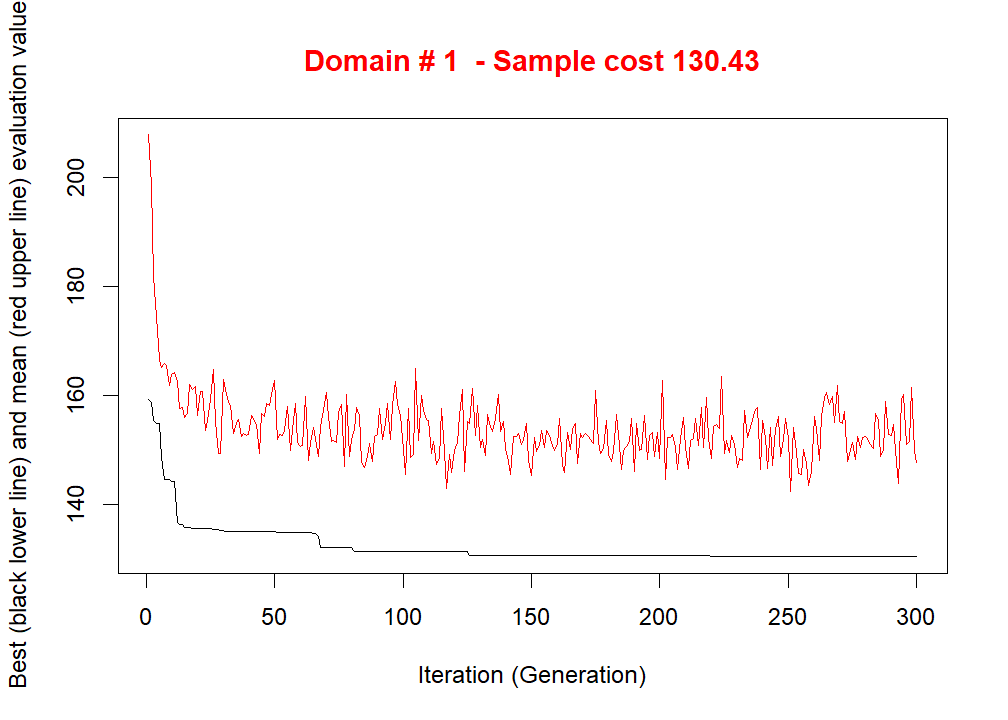 Domain # 1  - Sample cost 130.43
Best (black lower line) and mean (red upper line) evaluation value
200
180
160
140
0 50 100 150 200 250 300
Iteration (Generation)